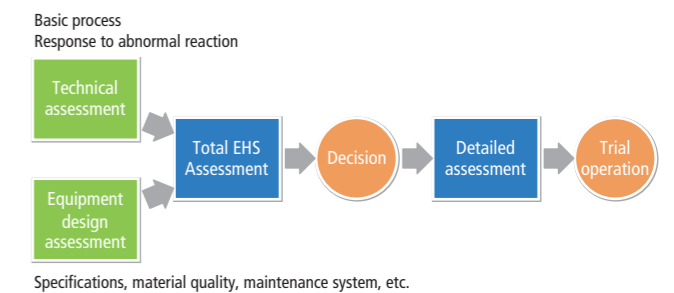 Basic process
Response to abnormal reaction
Technical
assessment
Total EHS
Assessment
Decision
Detailed
assessment
Trial
operation
Equipment
design
assessment
Specifications, material quality, maintenance system, etc.